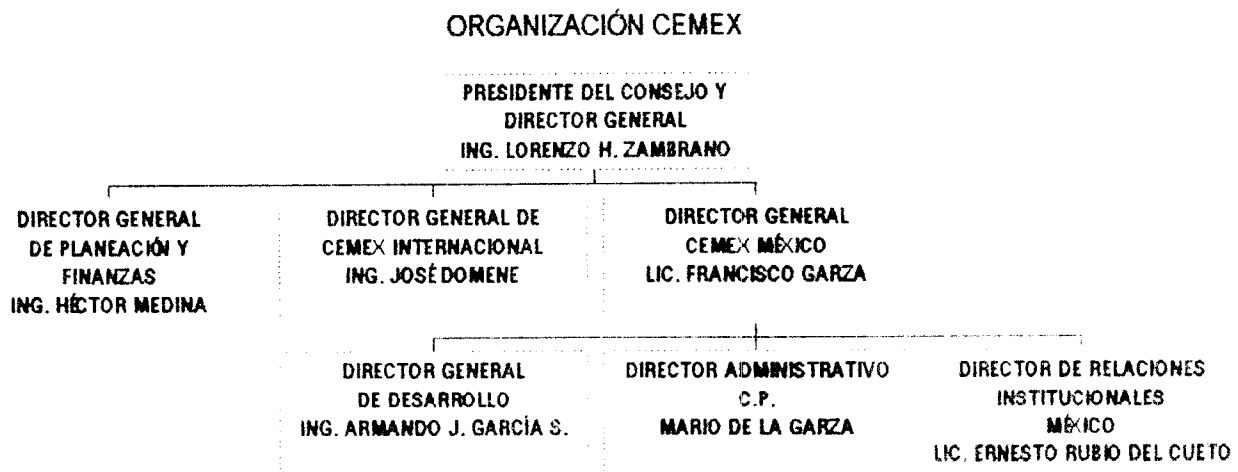 ORGANIZACIÓN CEMEX
PRESIDENTE DEL CONSEJO Y
DIRECTOR GENERAL
ING. LORENZO H. ZAMBRANO
DIRECTOR GENERAL
DE PLANEACIÓN Y
FINANZAS
ING. HÉCTOR MEDINA
DIRECTOR GENERAL DE
CEMEX INTERNACIONAL
ING. JOSÉ DOMENE
DIRECTOR GENERAL
CEMEX MÉXICO
LIC. FRANCISCO GARZA
DIRECTOR GENERAL
DE DESARROLLO
ING. ARMANDO J. GARCÍA S.
DIRECTOR ADMINISTRATIVO
C.P.
MARIO DE LA GARZA
DIRECTOR DE RELACIONES
INSTITUCIONALES
MÉXICO
LIC. ERNESTO RUBIO DEL CUETO